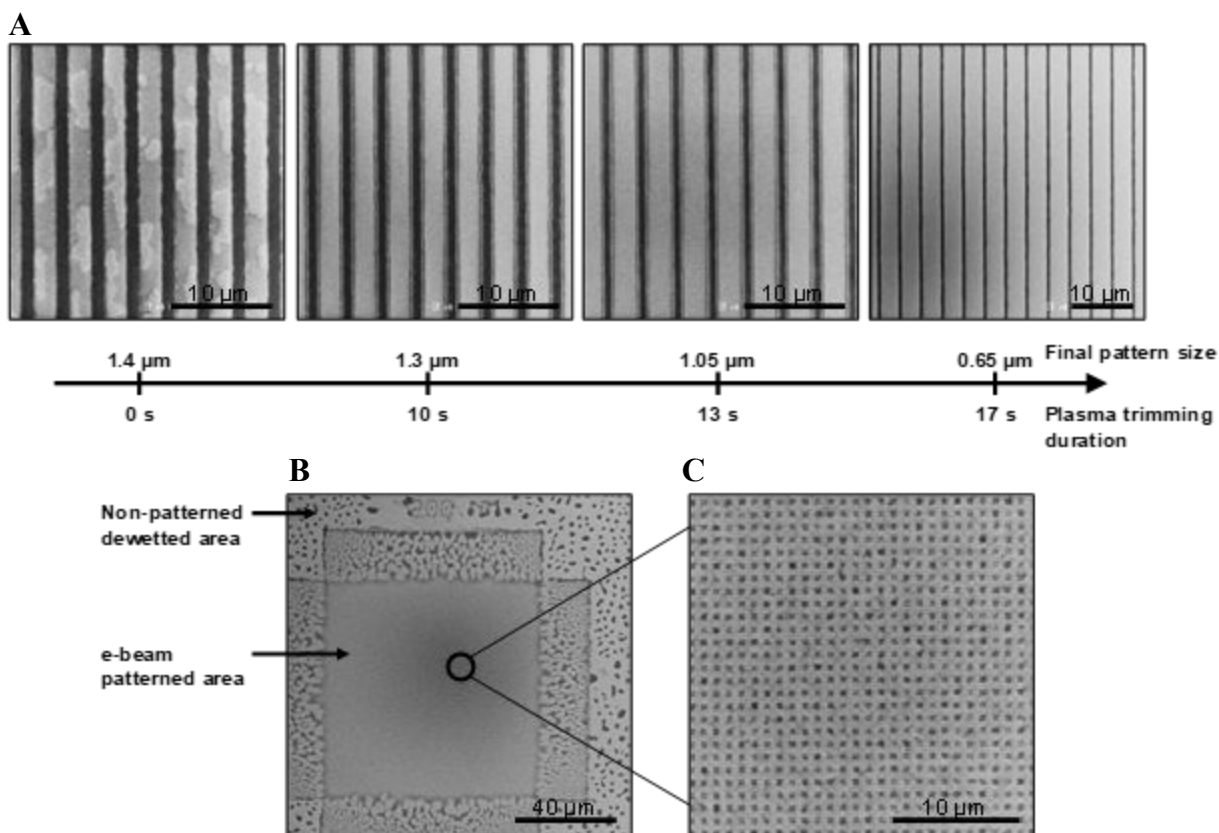 A
10 µm
10 µm
10 µm
10 µm
1.4 µm
1.3 µm
1.05 µm
0.65 µm
Final pattern size
0 s
10 s
13 s
17 s
Plasma trimming
duration
B
C
Non-patterned
dewetted area
e-beam
patterned area
40 µm
10 µm